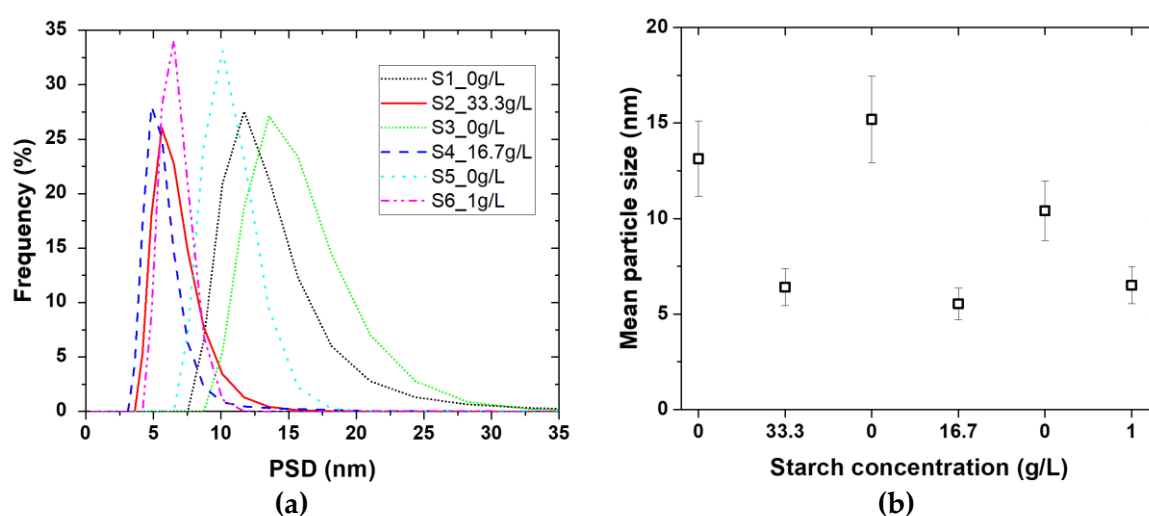 35
30
25
20
15
10
5
0
Frequency (%)
S1_0g/L
S2_33.3g/L
S3_0g/L
S4_16.7g/L
S5_0g/L
S6_1g/L
0 5 10 15 20 25 30 35
PSD (nm)
(a)
20
15
10
5
0
Mean particle size (nm)
0 33.3 0 16.7 0 1
Starch concentration (g/L)
(b)